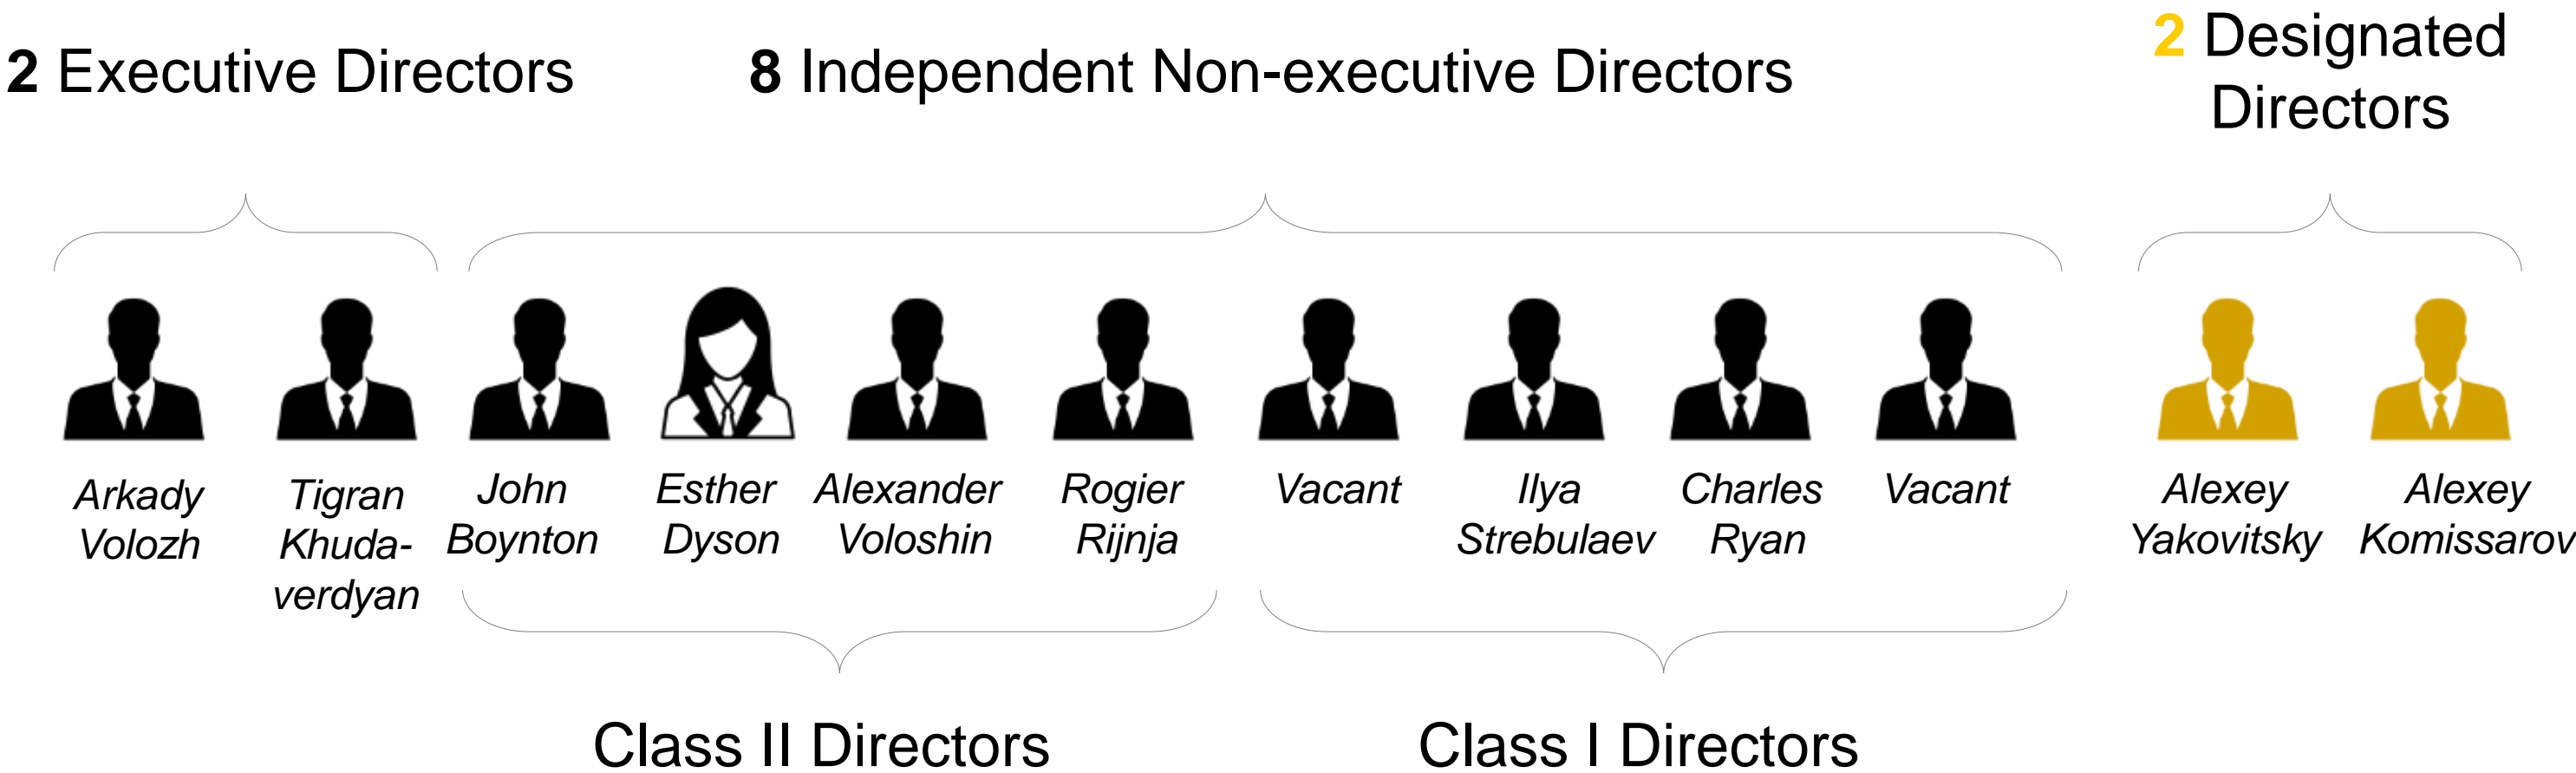 2 Executive Directors
8 Independent Non-executive Directors
2 Designated
Directors
Arkady
Volozh
Tigran
Khuda-
verdyan
John
Boynton
Esther
Dyson
Alexander
Voloshin
Rogier
Rijnja
Vacant
Ilya
Strebulaev
Charles
Ryan
Vacant
Alexey
Yakovitsky
Alexey
Komissarov
Class II Directors
Class I Directors